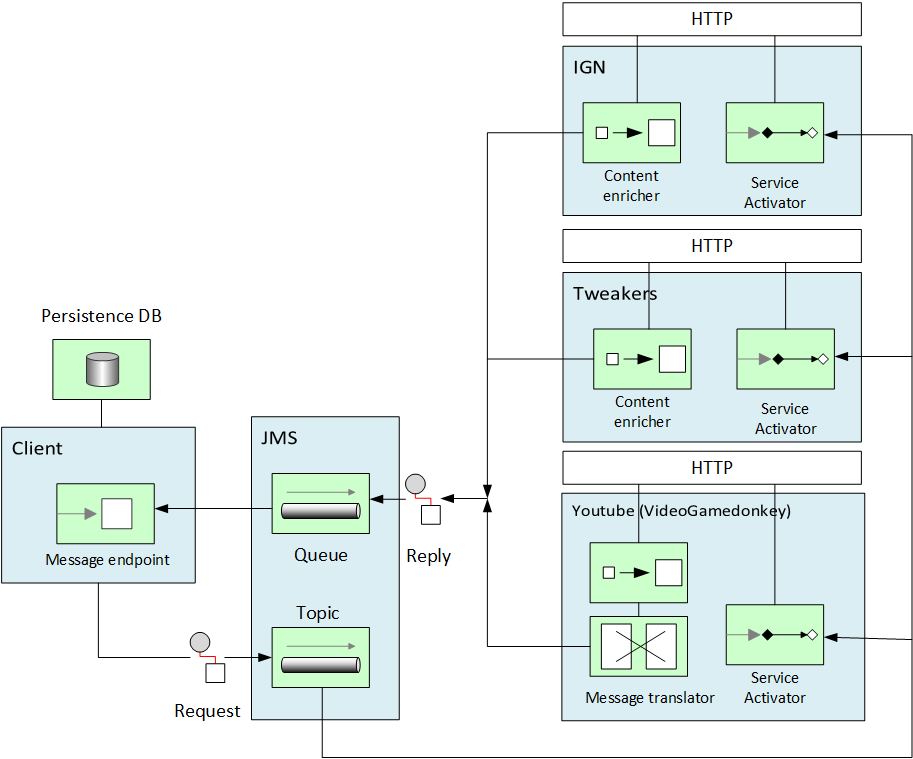 HTTP
IGN
Content
enricher
Service
Activator
HTTP
Tweakers
Content
enricher
Service
Activator
Persistence DB
Client
Message endpoint
JMS
Queue
Topic
Reply
Request
HTTP
Youtube (VideoGamedonkey)
Message translator
Service
Activator